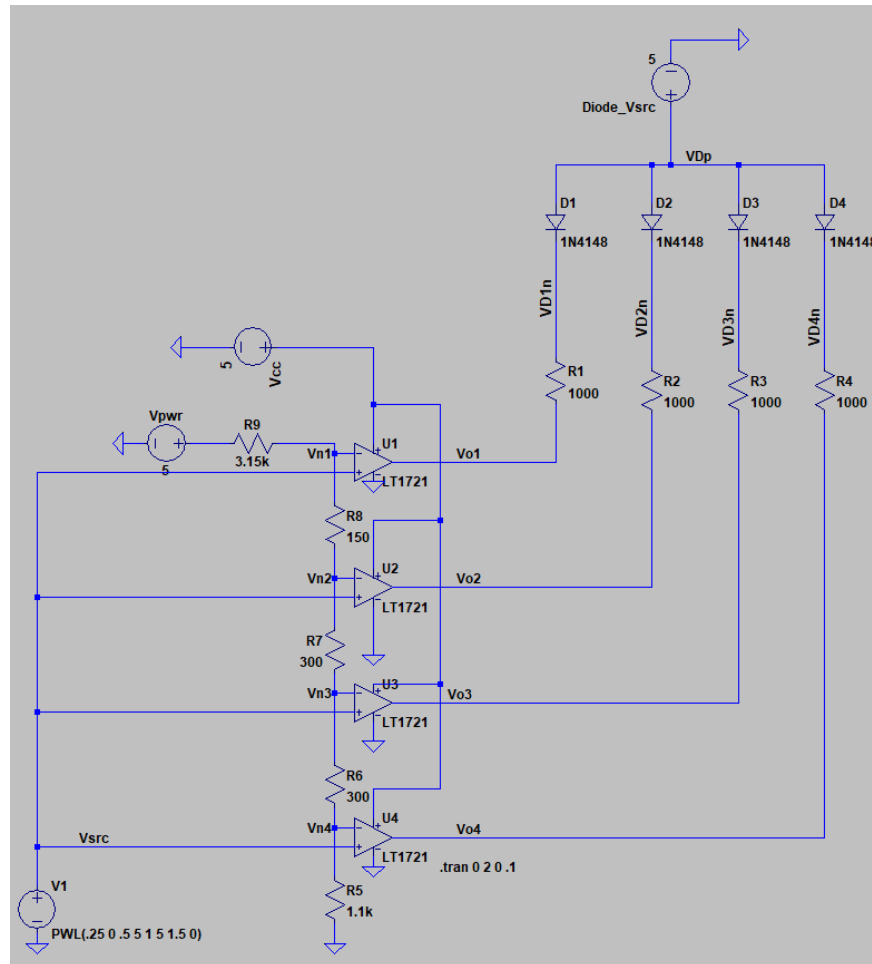 5
Diode_Vsrc
VDp
D1
D2
D3
D4
1N4148
1N4148
1N4148
1N4148
VD1n
VD2n
VD3n
VD4n
5
Vcc
R1
1000
R2
1000
R3
1000
R4
1000
Vpwr
5
R9
3.15k
Vn1
U1
LT1721
Vo1
R8
150
Vn2
U2
LT1721
Vo2
R7
300
Vn3
U3
LT1721
Vo3
R6
300
Vn4
U4
LT1721
Vo4
Vsrc
.tran 0 2 0 .1
R5
1.1k
V1
PWL(.25 0 .5 5 1 5 1.5 0)